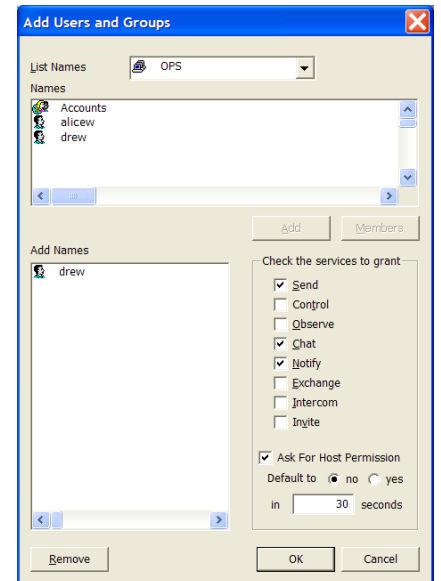 Add Users and Groups
List Names OPS
Names
Accounts
alicew
drew
Add Members
Add Names
drew
Check the services to grant
Send
Control
Observe
Chat
Notify
Exchange
Intercom
Invite
Ask For Host Permission
Default to no yes
in 30 seconds
Remove OK Cancel